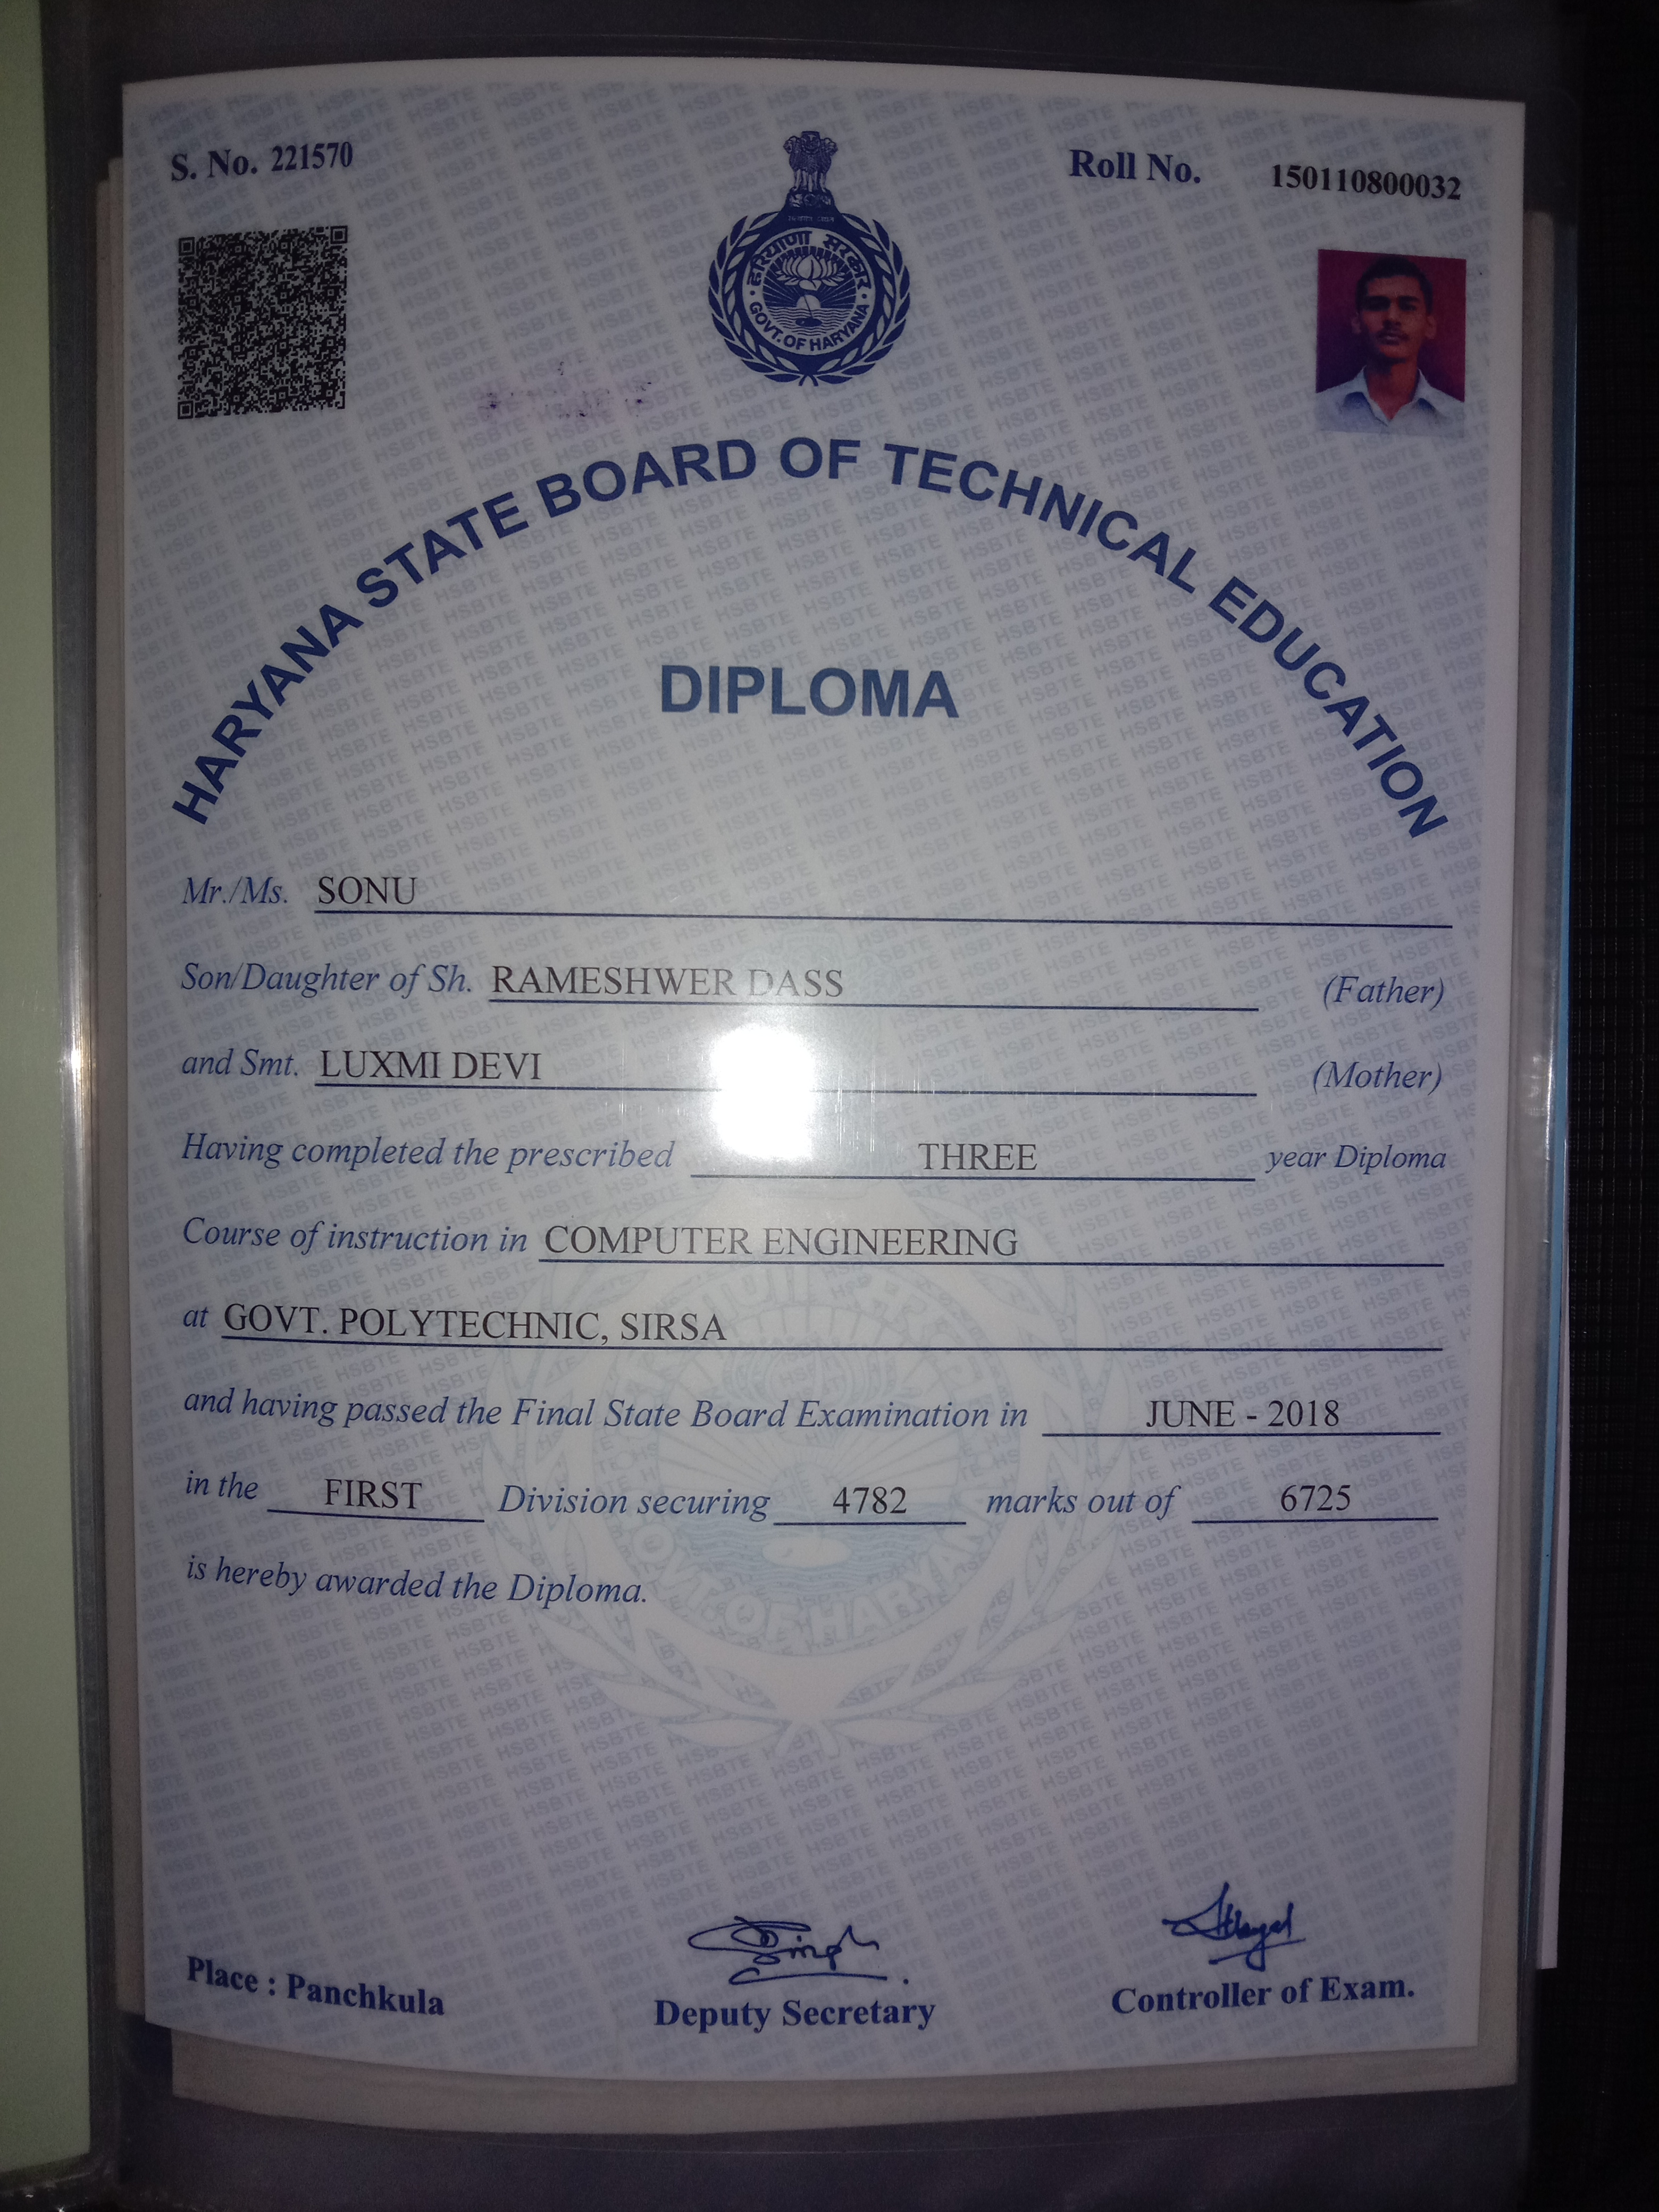 S. No. 221570
Roll No. 150110800032
हरियाणा सरकार
GOVT. OF HARYANA
HARYANA STATE BOARD OF TECHNICAL EDUCATION
DIPLOMA
Mr./Ms. SONU
Son/Daughter of Sh. RAMESHWER DASS (Father)
and Smt. LUXMI DEVI (Mother)
Having completed the prescribed THREE year Diploma
Course of instruction in COMPUTER ENGINEERING
at GOVT. POLYTECHNIC, SIRSA
and having passed the Final State Board Examination in JUNE - 2018
in the FIRST Division securing 4782 marks out of 6725
is hereby awarded the Diploma.
Place : Panchkula
Deputy Secretary
Controller of Exam.